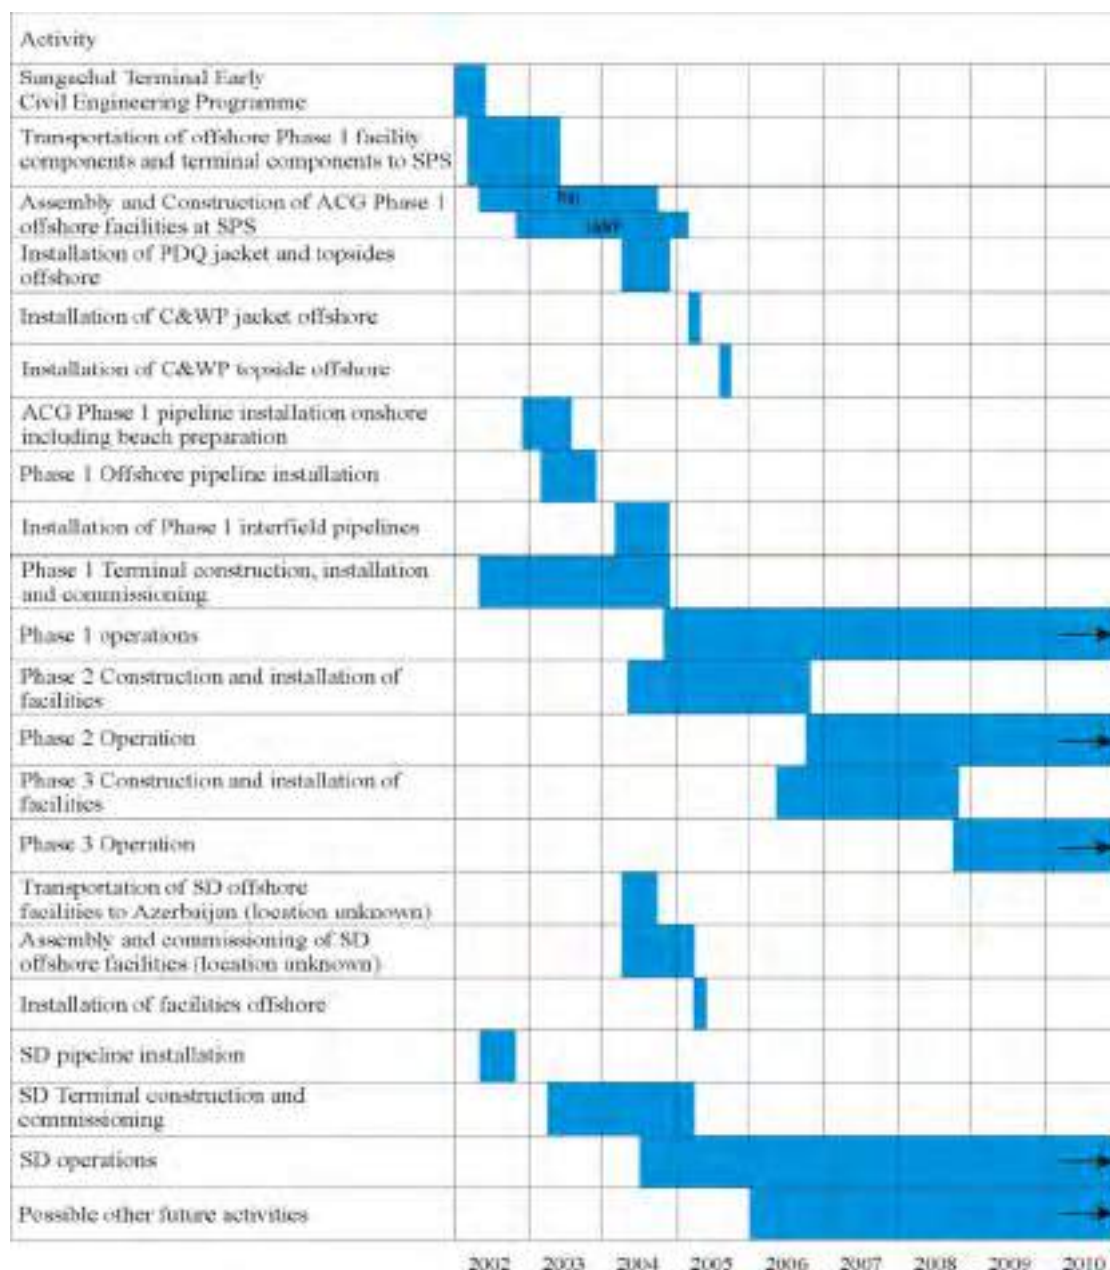 Activity
Sangachal Terminal Early
Civil Engineering Programme
Transportation of offshore Phase 1 facility
components and terminal components to SPS
Assembly and Construction of ACG Phase 1
offshore facilities at SPS
Installation of PDQ jacket and topsides
offshore
Installation of C&WP jacket offshore
Installation of C&WP topside offshore
ACG Phase 1 pipeline installation onshore
including beach preparation
Phase 1 Offshore pipeline installation
Installation of Phase 1 interfield pipelines
Phase 1 Terminal construction, installation
and commissioning
Phase 1 operations
Phase 2 Construction and installation of
facilities
Phase 2 Operation
Phase 3 Construction and installation of
facilities
Phase 3 Operation
Transportation of SD offshore
facilities to Azerbaijan (location unknown)
Assembly and commissioning of SD
offshore facilities (location unknown)
Installation of facilities offshore
SD pipeline installation
SD Terminal construction and
commissioning
SD operations
Possible other future activities
2002 2003 2004 2005 2006 2007 2008 2009 2010